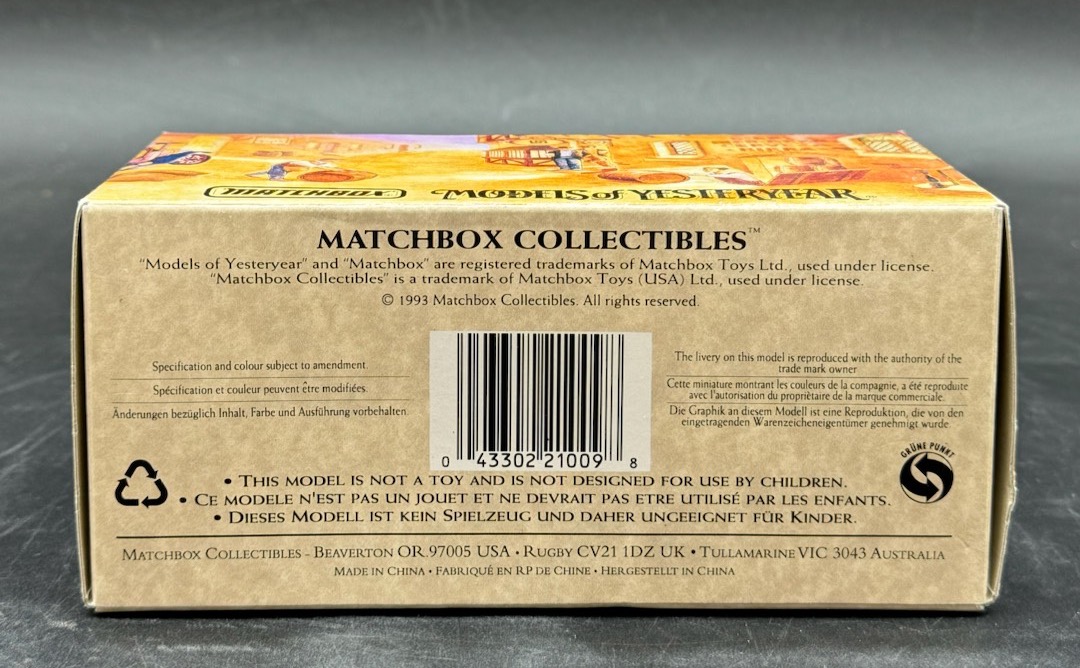 MATCHBOX MODELS of YESTERYEAR™
MATCHBOX COLLECTIBLES™
"Models of Yesteryear" and "Matchbox" are registered trademarks of Matchbox Toys Ltd., used under license.
"Matchbox Collectibles" is a trademark of Matchbox Toys (USA) Ltd., used under license.
© 1993 Matchbox Collectibles. All rights reserved.
Specification and colour subject to amendment.
Spécification et couleur peuvent être modifiées.
Änderungen bezüglich Inhalt, Farbe und Ausführung vorbehalten.
0 43302 21009 8
The livery on this model is reproduced with the authority of the
trade mark owner
Cette miniature montrant les couleurs de la compagnie, a été reproduite
avec l'autorisation du propriétaire de la marque commerciale.
Die Graphik an diesem Modell ist eine Reproduktion, die von den
eingetragenden Warenzeicheneigentümer genehmigt wurde.
GRÜNE PUNKT
• THIS MODEL IS NOT A TOY AND IS NOT DESIGNED FOR USE BY CHILDREN.
• CE MODELE N'EST PAS UN JOUET ET NE DEVRAIT PAS ETRE UTILISÉ PAR LES ENFANTS.
• DIESES MODELL IST KEIN SPIELZEUG UND DAHER UNGEEIGNET FÜR KINDER.
MATCHBOX COLLECTIBLES - BEAVERTON OR 97005 USA • RUGBY CV21 1DZ UK • TULLAMARINE VIC 3043 AUSTRALIA
MADE IN CHINA • FABRIQUÉ EN RP DE CHINE • HERGESTELLT IN CHINA